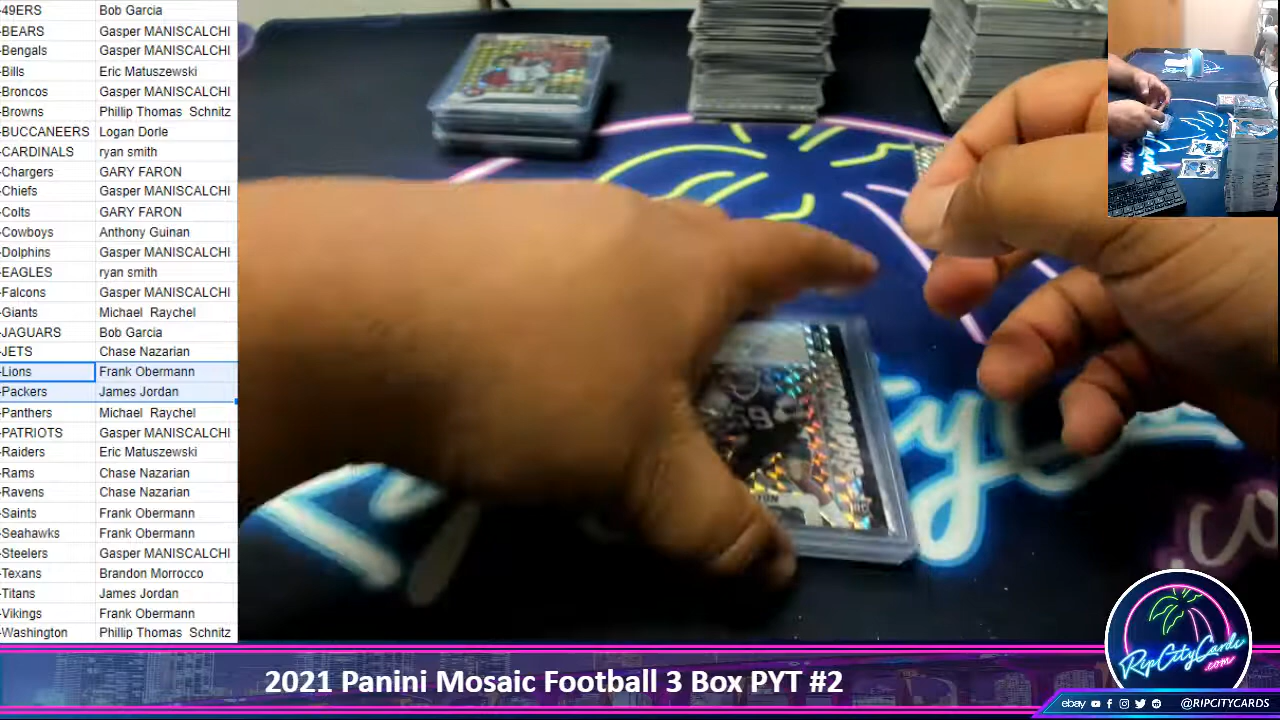 -49ERS Bob Garcia
-BEARS Gasper MANISCALCHI
-Bengals Gasper MANISCALCHI
-Bills Eric Matuszewski
-Broncos Gasper MANISCALCHI
-Browns Phillip Thomas Schnitz
-BUCCANEERS Logan Dorle
-CARDINALS ryan smith
-Chargers GARY FARON
-Chiefs Gasper MANISCALCHI
-Colts GARY FARON
-Cowboys Anthony Guinan
-Dolphins Gasper MANISCALCHI
-EAGLES ryan smith
-Falcons Gasper MANISCALCHI
-Giants Michael Raychel
-JAGUARS Bob Garcia
-JETS Chase Nazarian
-Lions Frank Obermann
-Packers James Jordan
-Panthers Michael Raychel
-PATRIOTS Gasper MANISCALCHI
-Raiders Eric Matuszewski
-Rams Chase Nazarian
-Ravens Chase Nazarian
-Saints Frank Obermann
-Seahawks Frank Obermann
-Steelers Gasper MANISCALCHI
-Texans Brandon Morrocco
-Titans James Jordan
-Vikings Frank Obermann
-Washington Phillip Thomas Schnitz
2021 Panini Mosaic Football 3 Box PYT #2
RipCityCards
.com
ebay @RIPCITYCARDS